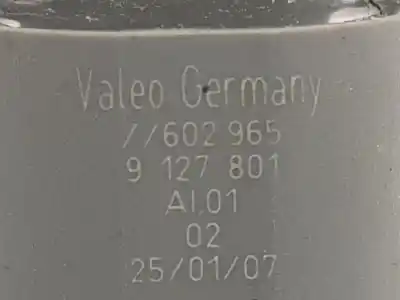 Valeo Germany
//602 965
9 127 801
AI.01
02
25/01/07